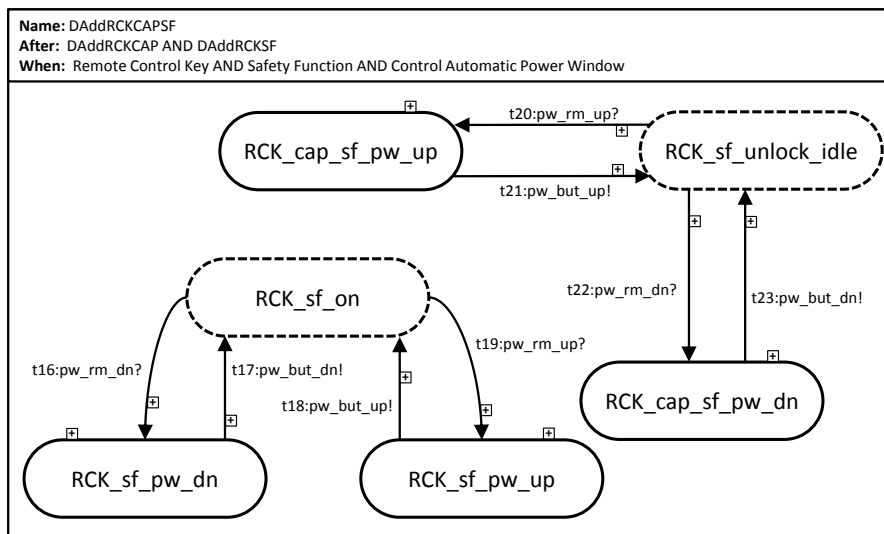 Name: DAddRCKCAPSF
After: DAddRCKCAP AND DAddRCKSF
When: Remote Control Key AND Safety Function AND Control Automatic Power Window
t20:pw_rm_up?
RCK_cap_sf_pw_up
RCK_sf_unlock_idle
t21:pw_but_up!
t22:pw_rm_dn?
t23:pw_but_dn!
RCK_sf_on
t19:pw_rm_up?
t16:pw_rm_dn?
t17:pw_but_dn!
t18:pw_but_up!
RCK_cap_sf_pw_dn
RCK_sf_pw_dn
RCK_sf_pw_up